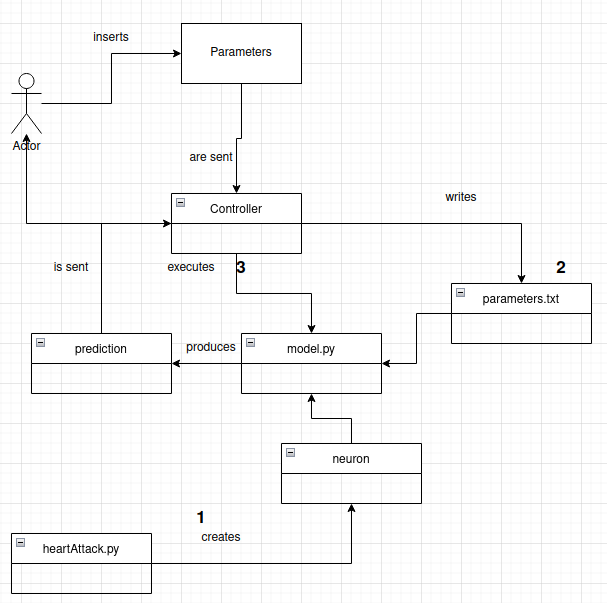 inserts
Parameters
Actor
are sent
Controller
writes
is sent
executes
3
2
parameters.txt
prediction
produces
model.py
neuron
1
creates
heartAttack.py